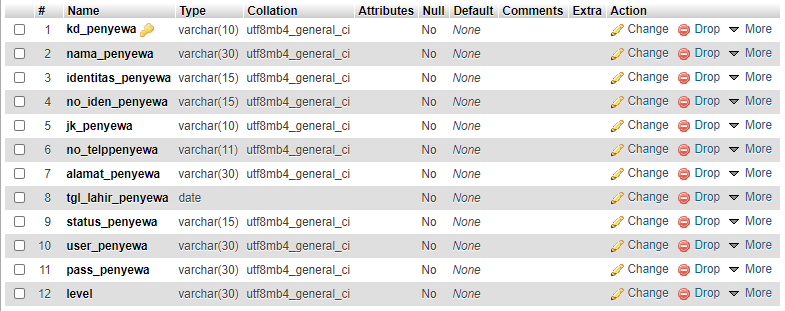 # Name Type Collation Attributes Null Default Comments Extra Action
1 kd_penyewa varchar(10) utf8mb4_general_ci No None Change Drop More
2 nama_penyewa varchar(30) utf8mb4_general_ci No None Change Drop More
3 identitas_penyewa varchar(15) utf8mb4_general_ci No None Change Drop More
4 no_iden_penyewa varchar(15) utf8mb4_general_ci No None Change Drop More
5 jk_penyewa varchar(10) utf8mb4_general_ci No None Change Drop More
6 no_telppenyewa varchar(11) utf8mb4_general_ci No None Change Drop More
7 alamat_penyewa varchar(30) utf8mb4_general_ci No None Change Drop More
8 tgl_lahir_penyewa date No None Change Drop More
9 status_penyewa varchar(15) utf8mb4_general_ci No None Change Drop More
10 user_penyewa varchar(30) utf8mb4_general_ci No None Change Drop More
11 pass_penyewa varchar(30) utf8mb4_general_ci No None Change Drop More
12 level varchar(30) utf8mb4_general_ci No None Change Drop More